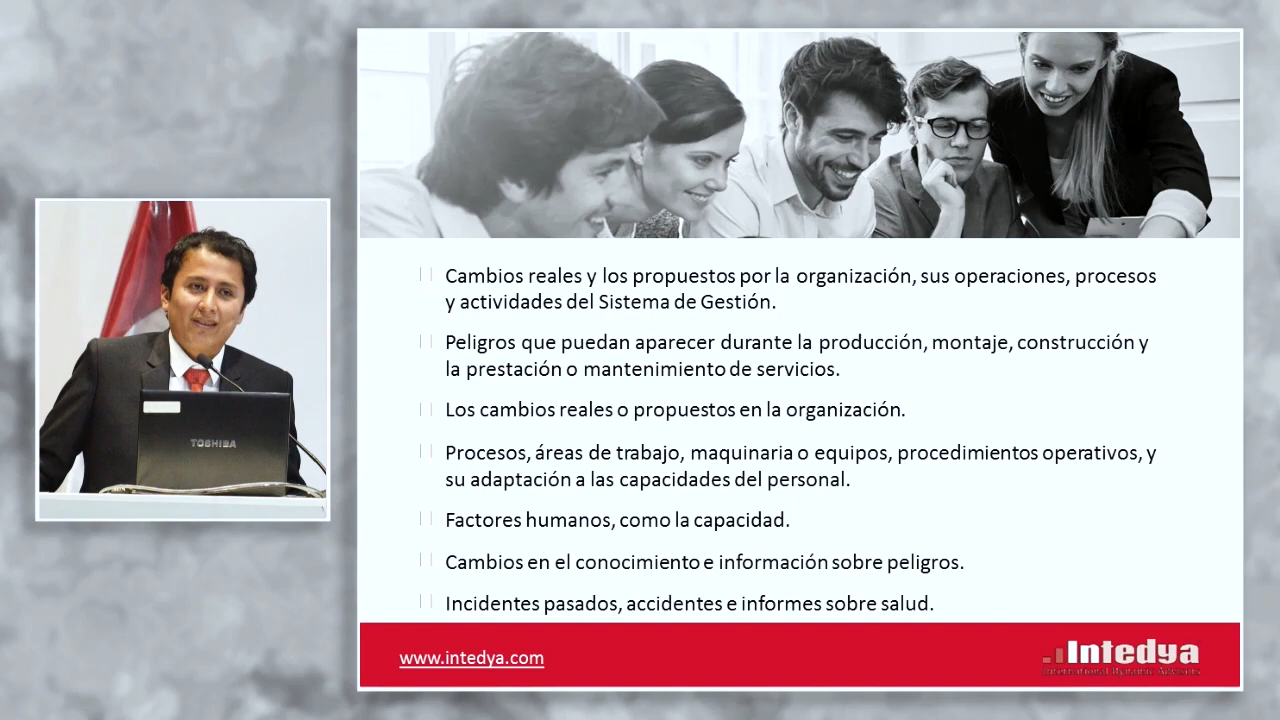 Cambios reales y los propuestos por la organización, sus operaciones, procesos
y actividades del Sistema de Gestión.
Peligros que puedan aparecer durante la producción, montaje, construcción y
la prestación o mantenimiento de servicios.
Los cambios reales o propuestos en la organización.
Procesos, áreas de trabajo, maquinaria o equipos, procedimientos operativos, y
su adaptación a las capacidades del personal.
Factores humanos, como la capacidad.
Cambios en el conocimiento e información sobre peligros.
Incidentes pasados, accidentes e informes sobre salud.
TOSHIBA
www.intedya.com
Intedya
International Dynamic Advisors